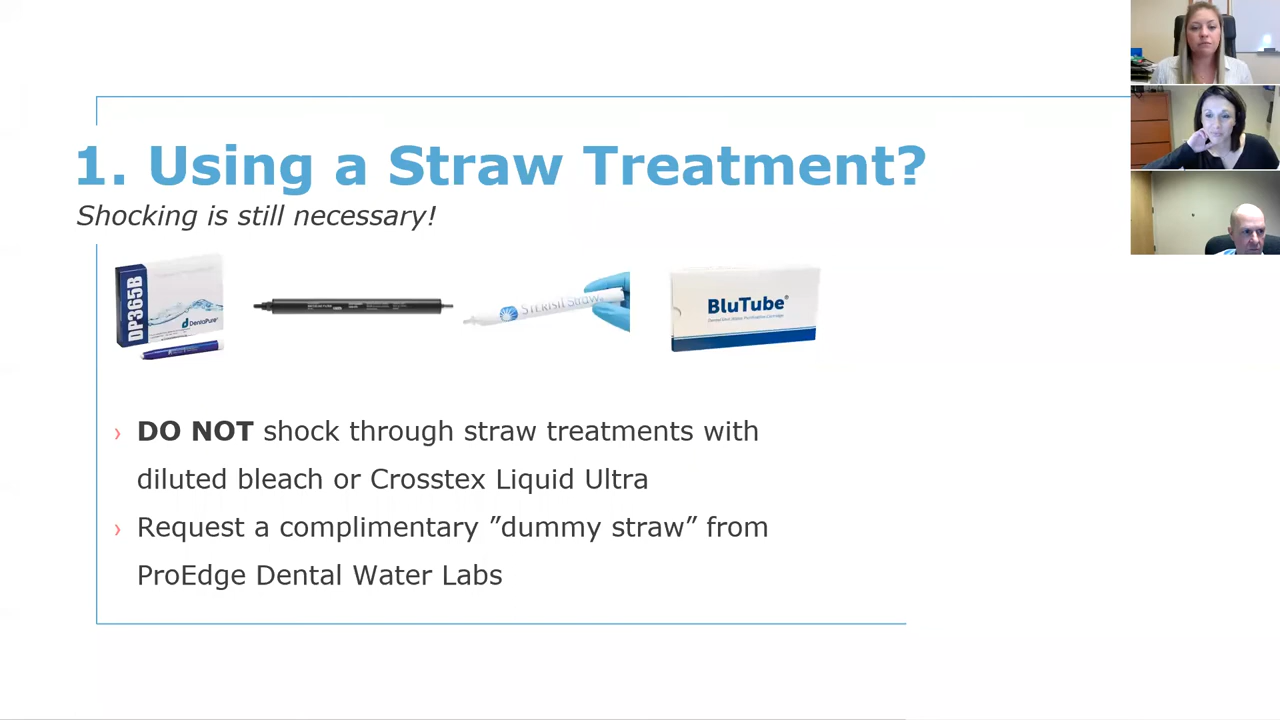 1. Using a Straw Treatment?
Shocking is still necessary!
DP365B
DentaPure
STERISIL STRAW
BluTube®
› DO NOT shock through straw treatments with
diluted bleach or Crosstex Liquid Ultra
› Request a complimentary ”dummy straw” from
ProEdge Dental Water Labs